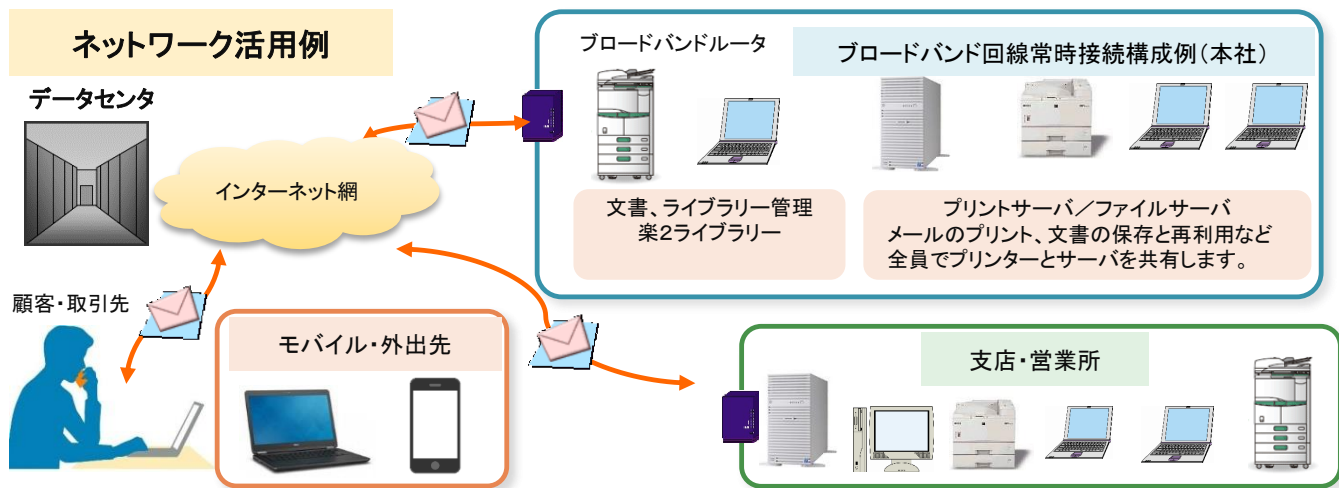 ネットワーク活用例
データセンタ
インターネット網
顧客・取引先
モバイル・外出先
ブロードバンドルータ
ブロードバンド回線常時接続構成例(本社)
文書、ライブラリー管理
楽2ライブラリー
プリントサーバ／ファイルサーバ
メールのプリント、文書の保存と再利用など
全員でプリンターとサーバを共有します。
支店・営業所